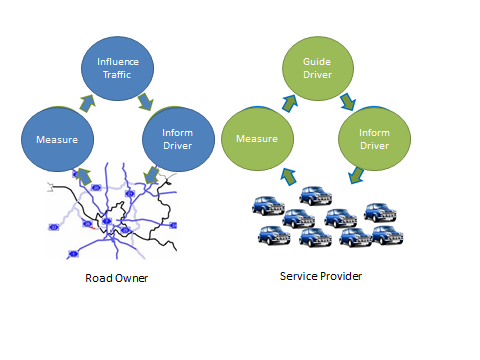 Influence
Traffic
Measure
Inform
Driver
Road Owner
Guide
Driver
Measure
Inform
Driver
Service Provider